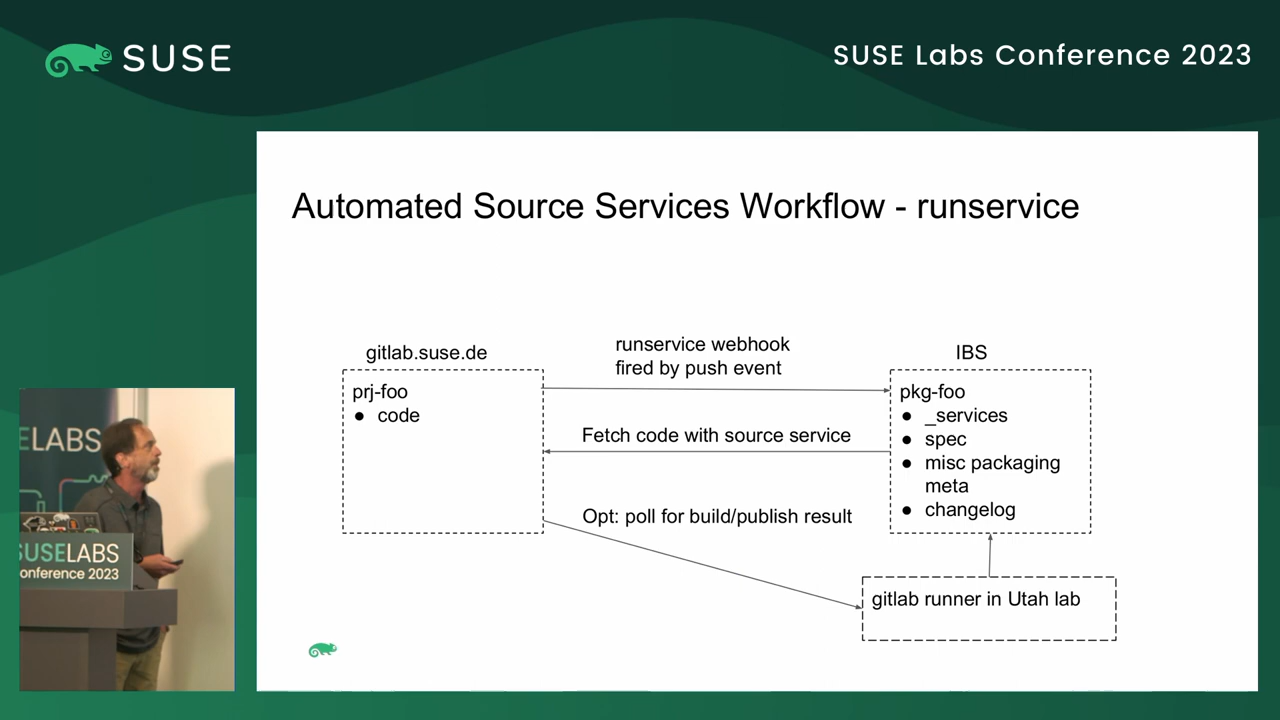 SUSE
SUSE Labs Conference 2023
Automated Source Services Workflow - runservice
gitlab.suse.de
prj-foo
● code
runservice webhook
fired by push event
Fetch code with source service
Opt: poll for build/publish result
IBS
pkg-foo
● _services
● spec
● misc packaging
meta
● changelog
gitlab runner in Utah lab
ELABS
SUSELABS
onference 2023